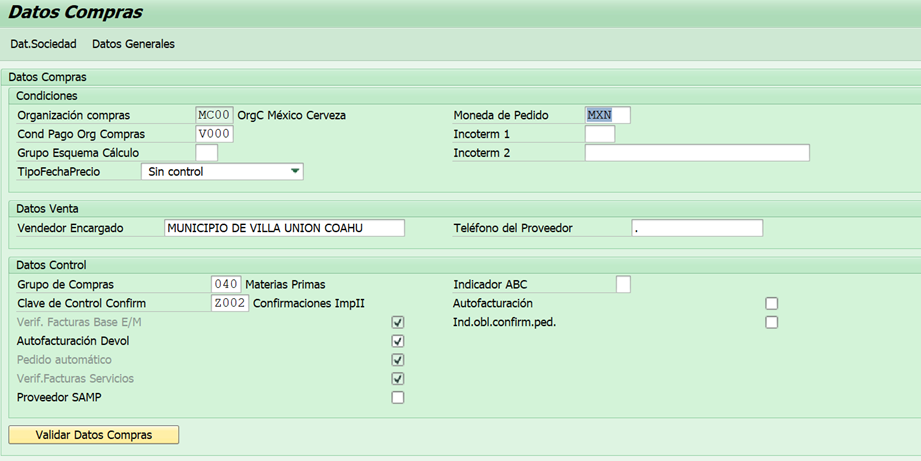 Datos Compras
Dat.Sociedad Datos Generales
Datos Compras
Condiciones
Organización compras MC00 OrgC México Cerveza Moneda de Pedido MXN
Cond Pago Org Compras V000 Incoterm 1
Grupo Esquema Cálculo Incoterm 2
TipoFechaPrecio Sin control
Datos Venta
Vendedor Encargado MUNICIPIO DE VILLA UNION COAHU Teléfono del Proveedor .
Datos Control
Grupo de Compras 040 Materias Primas Indicador ABC
Clave de Control Confirm Z002 Confirmaciones ImpII Autofacturación
Verif. Facturas Base E/M Ind.obl.confirm.ped.
Autofacturación Devol
Pedido automático
Verif.Facturas Servicios
Proveedor SAMP
Validar Datos Compras